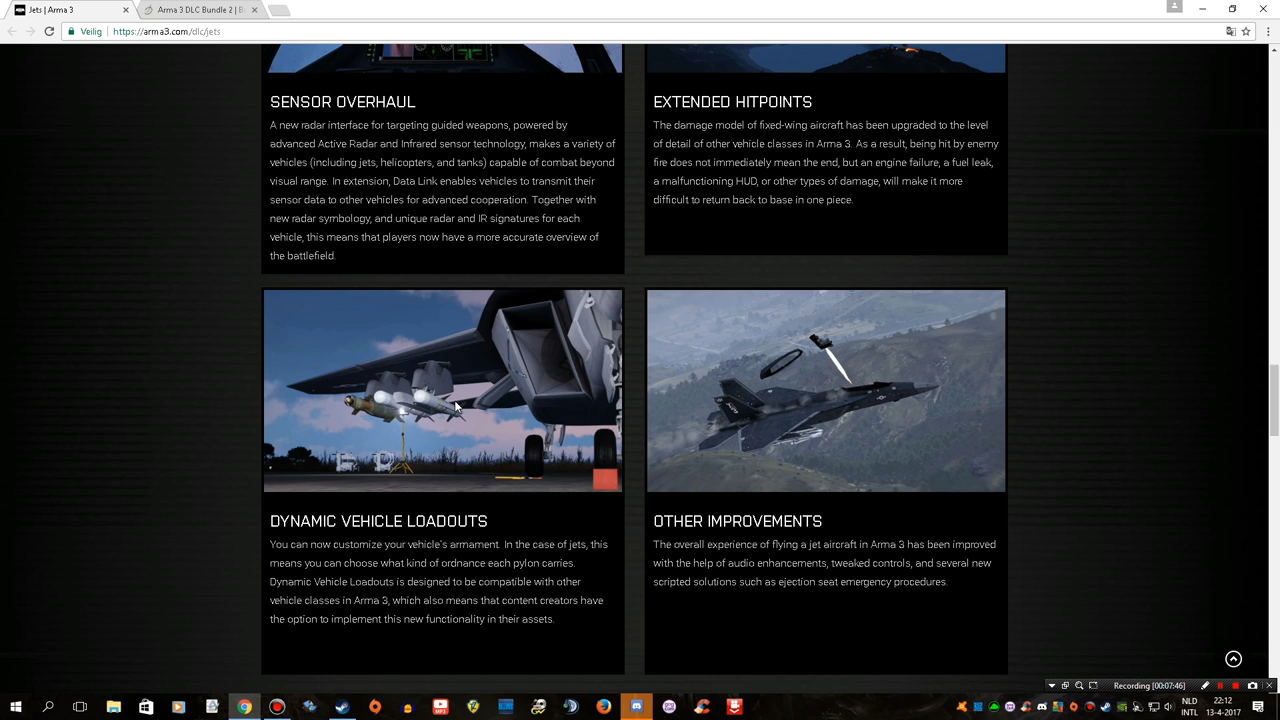 Jets | Arma 3
Arma 3 DLC Bundle 2 | B
Veilig
https://arma3.com/dlc/jets
SENSOR OVERHAUL
A new radar interface for targeting guided weapons, powered by
advanced Active Radar and Infrared sensor technology, makes a variety of
vehicles (including jets, helicopters, and tanks) capable of combat beyond
visual range. In extension, Data Link enables vehicles to transmit their
sensor data to other vehicles for advanced cooperation. Together with
new radar symbology, and unique radar and IR signatures for each
vehicle, this means that players now have a more accurate overview of
the battlefield.
EXTENDED HITPOINTS
The damage model of fixed-wing aircraft has been upgraded to the level
of detail of other vehicle classes in Arma 3. As a result, being hit by enemy
fire does not immediately mean the end, but an engine failure, a fuel leak,
a malfunctioning HUD, or other types of damage, will make it more
difficult to return back to base in one piece.
DYNAMIC VEHICLE LOADOUTS
You can now customize your vehicle's armament. In the case of jets, this
means you can choose what kind of ordnance each pylon carries.
Dynamic Vehicle Loadouts is designed to be compatible with other
vehicle classes in Arma 3, which also means that content creators have
the option to implement this new functionality in their assets.
OTHER IMPROVEMENTS
The overall experience of flying a jet aircraft in Arma 3 has been improved
with the help of audio enhancements, tweaked controls, and several new
scripted solutions such as ejection seat emergency procedures.
Recording [00:07:46]
MP3
NLD
INTL
22:12
13-4-2017